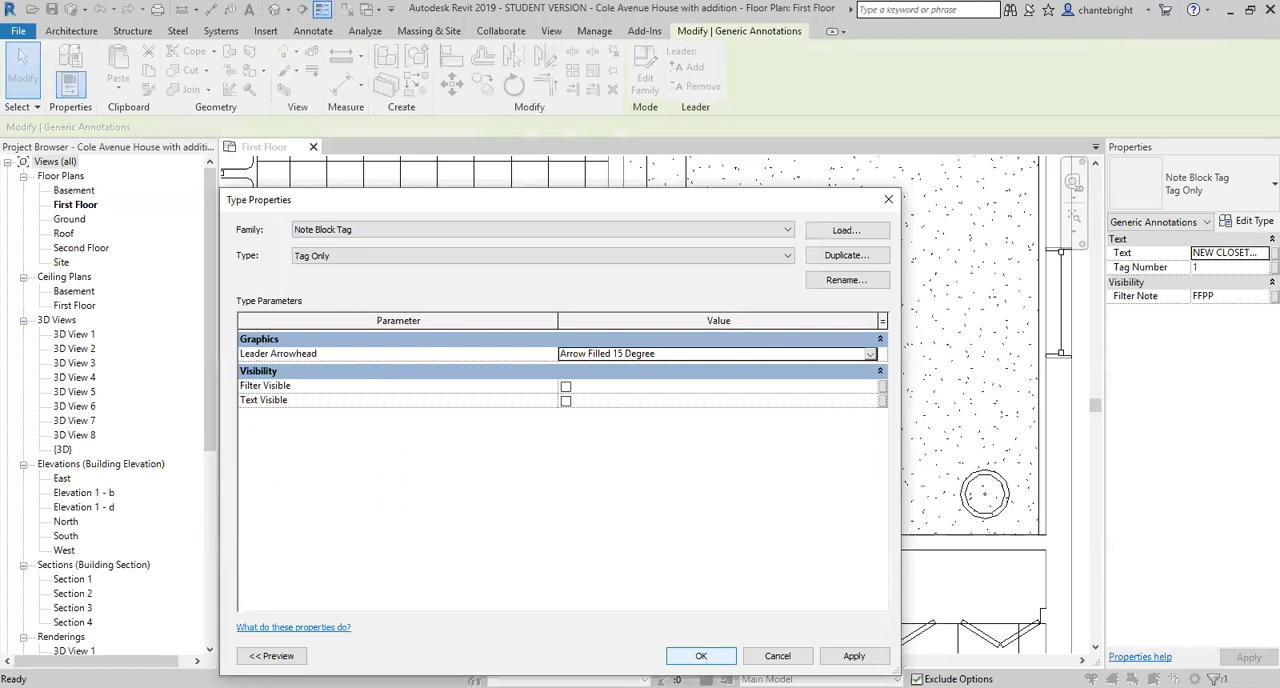 Autodesk Revit 2019 - STUDENT VERSION - Cole Avenue House with addition - Floor Plan: First Floor
Type a keyword or phrase
chantebright
File
Architecture
Structure
Steel
Systems
Insert
Annotate
Analyze
Massing & Site
Collaborate
View
Manage
Add-Ins
Modify | Generic Annotations
Modify
Paste
Cope
Cut
Join
Edit
Family
Leader:
Add
Remove
Select
Properties
Clipboard
Geometry
View
Measure
Create
Modify
Mode
Leader
Modify | Generic Annotations
Project Browser - Cole Avenue House with additi...
Views (all)
Floor Plans
Basement
First Floor
Ground
Roof
Second Floor
Site
Ceiling Plans
Basement
First Floor
3D Views
3D View 1
3D View 2
3D View 3
3D View 4
3D View 5
3D View 6
3D View 7
3D View 8
{3D}
Elevations (Building Elevation)
East
Elevation 1 - b
Elevation 1 - d
North
South
West
Sections (Building Section)
Section 1
Section 2
Section 3
Section 4
Renderings
3D View 1
First Floor
Type Properties
Family:
Note Block Tag
Load...
Type:
Tag Only
Duplicate...
Rename...
Type Parameters
Parameter
Value
=
Graphics
Leader Arrowhead
Arrow Filled 15 Degree
Visibility
Filter Visible
Text Visible
What do these properties do?
<< Preview
OK
Cancel
Apply
Properties
Note Block Tag
Tag Only
Generic Annotations
Edit Type
Text
Text
NEW CLOSET...
Tag Number
1
Visibility
Filter Note
FFPP
Properties help
Apply
Ready
:0
Main Model
Exclude Options
:1